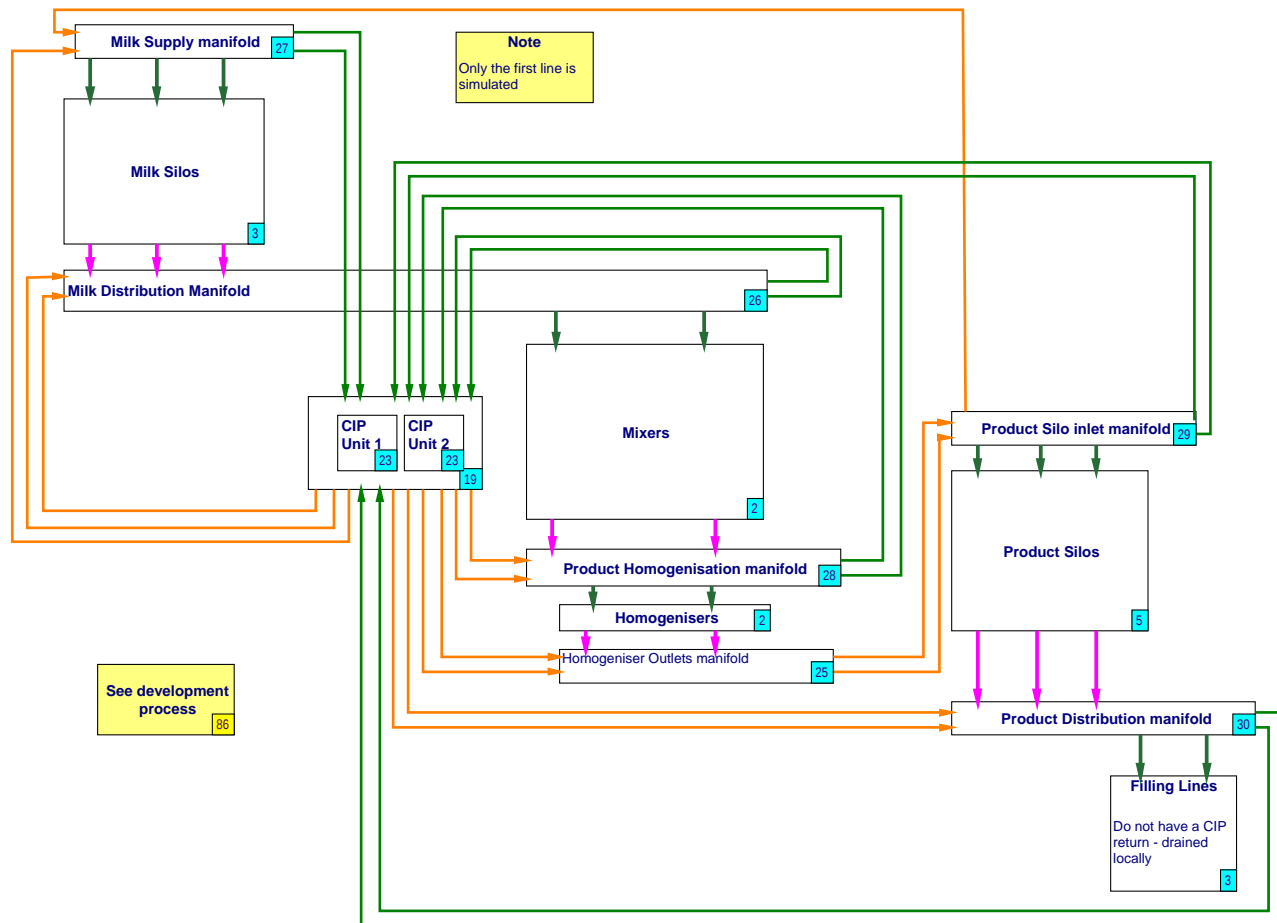 Milk Supply manifold
27
Note
Only the first line is
simulated
Milk Silos
3
Milk Distribution Manifold
26
CIP
Unit 1
23
CIP
Unit 2
23
19
Mixers
2
Product Silo inlet manifold
29
Product Homogenisation manifold
28
Product Silos
5
Homogenisers
2
Homogeniser Outlets manifold
25
See development
process
86
Product Distribution manifold
30
Filling Lines
Do not have a CIP
return - drained
locally
3